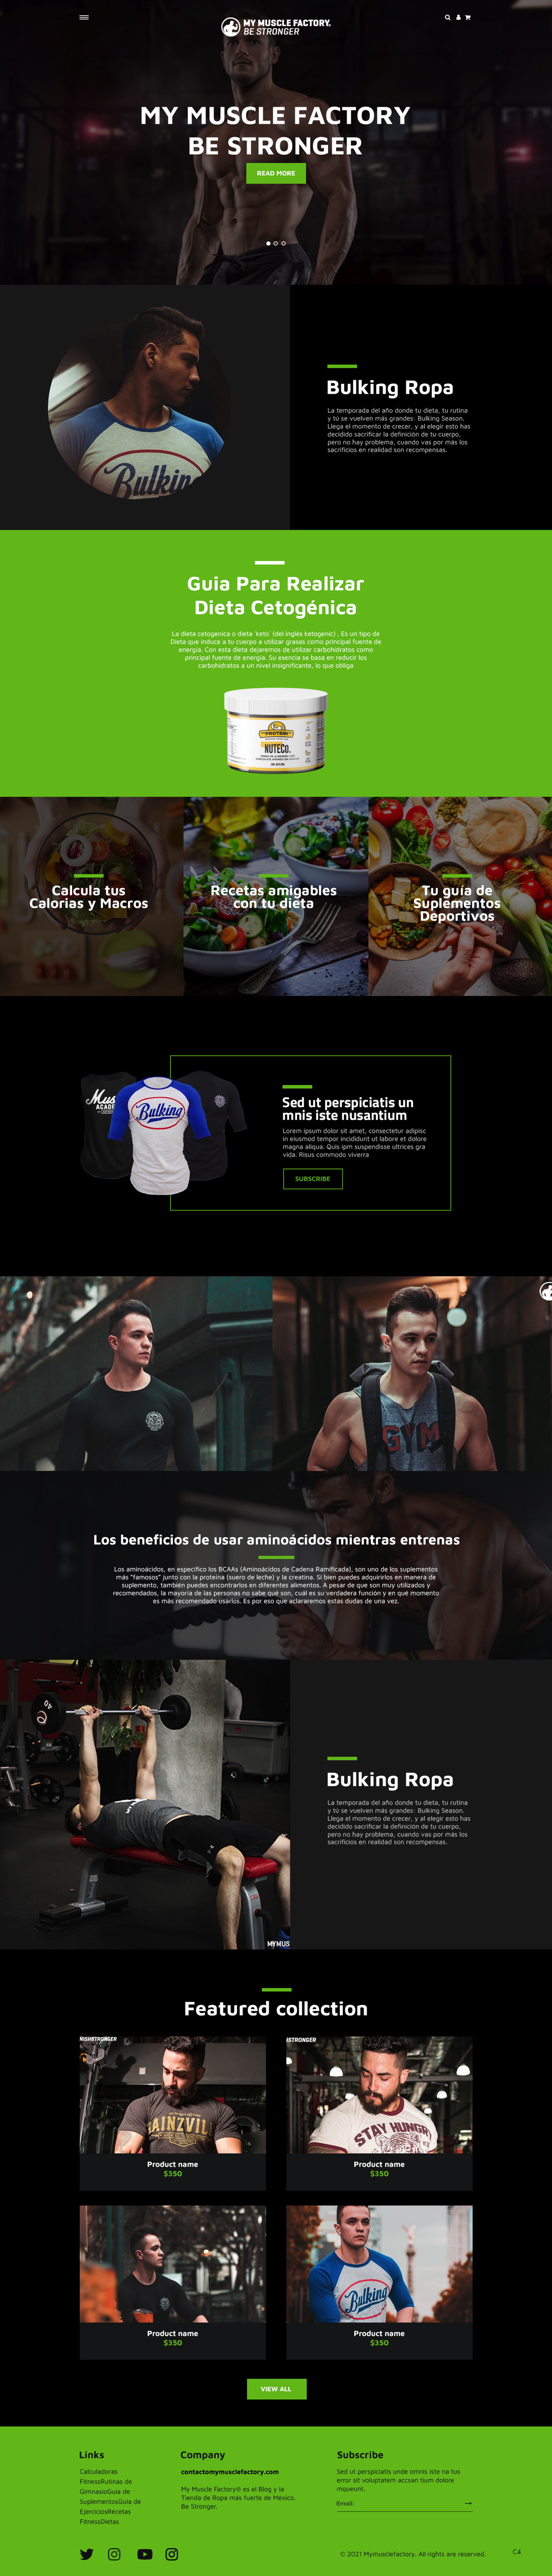 MY MUSCLE FACTORY.
BE STRONGER
MY MUSCLE FACTORY
BE STRONGER
READ MORE
Bulking
Bulking Ropa
La temporada del año donde tu dieta, tu rutina
y tú se vuelven más grandes: Bulking Season.
Llega el momento de crecer, y al elegir esto has
decidido sacrificar la definición de tu cuerpo,
pero no hay problema, cuando vas por más los
sacrificios en realidad son recompensas.
Guia Para Realizar
Dieta Cetogénica
La dieta cetogenica o dieta ¨keto¨ (del inglés ketogenic) . Es un tipo de
Dieta que induce a tu cuerpo a utilizar grasas como principal fuente de
energía. Con esta dieta dejaremos de utilizar carbohidratos como
principal fuente de energía. Su esencia se basa en reducir los
carbohidratos a un nivel insignificante, lo que obliga
PROTEIN
NUTECO.
Calcula tus
Calorias y Macros
Recetas amigables
con tu dieta
Tu guía de
Suplementos
Deportivos
Bulking
Sed ut perspiciatis un
mnis iste nusantium
Lorem ipsum dolor sit amet, consectetur adipisc
in eiusmod tempor incididunt ut labore et dolore
magna aliqua. Quis ipm suspendisse ultrices gra
vida. Risus commodo viverra
SUBSCRIBE
GYM
Los beneficios de usar aminoácidos mientras entrenas
Los aminoácidos, en específico los BCAAs (Aminoácidos de Cadena Ramificada), son uno de los suplementos
más “famosos” junto con la proteína (suero de leche) y la creatina. Si bien puedes adquirirlos en manera de
suplemento, también puedes encontrarlos en diferentes alimentos. A pesar de que son muy utilizados y
recomendados, la mayoría de las personas no sabe qué son, cuál es su verdadera función y en qué momento
es más recomendado usarlos. Es por eso que aclararemos estas dudas de una vez.
40
MYMUS
Bulking Ropa
La temporada del año donde tu dieta, tu rutina
y tú se vuelven más grandes: Bulking Season.
Llega el momento de crecer, y al elegir esto has
decidido sacrificar la definición de tu cuerpo,
pero no hay problema, cuando vas por más los
sacrificios en realidad son recompensas.
Featured collection
AINZVIL
STAY HUNGR
Product name
$350
Product name
$350
Bulking
Product name
$350
Product name
$350
VIEW ALL
Links
Calculadoras
FitnessRutinas de
GimnasioGuía de
SuplementosGuía de
EjerciciosRecetas
FitnessDietas
Company
contactomymusclefactory.com
My Muscle Factory® es el Blog y la
Tienda de Ropa más fuerte de México.
Be Stronger.
Subscribe
Sed ut perspiciatis unde omnis iste na tus
error sit voluptatem accsan tium dolore
mqueunt.
Email:
© 2021 Mymusclefactory. All rights are reserved.
C4